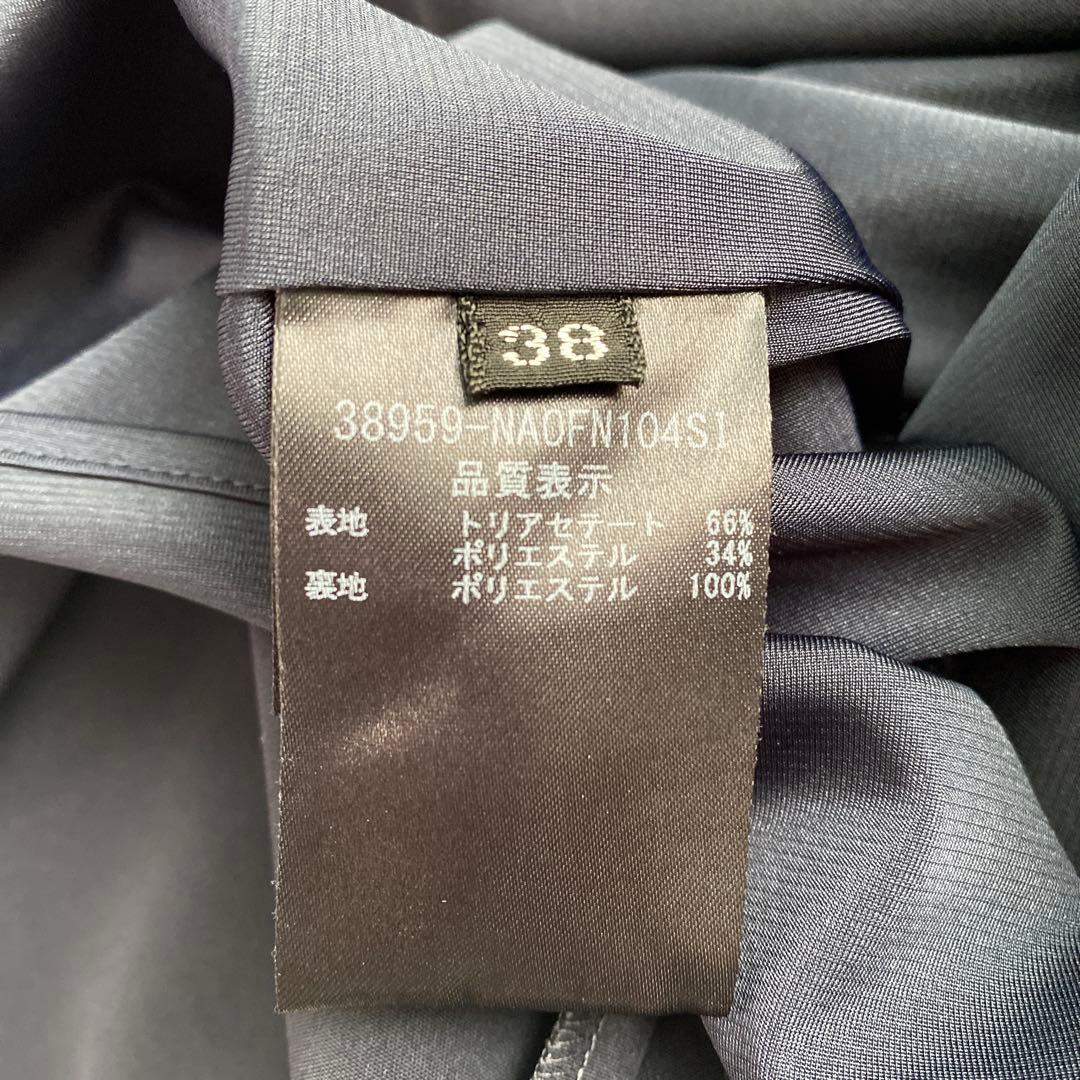 38
38959-NAOFN104SI
品質表示
表地 トリアセテート 66%
ポリエステル 34%
裏地 ポリエステル 100%